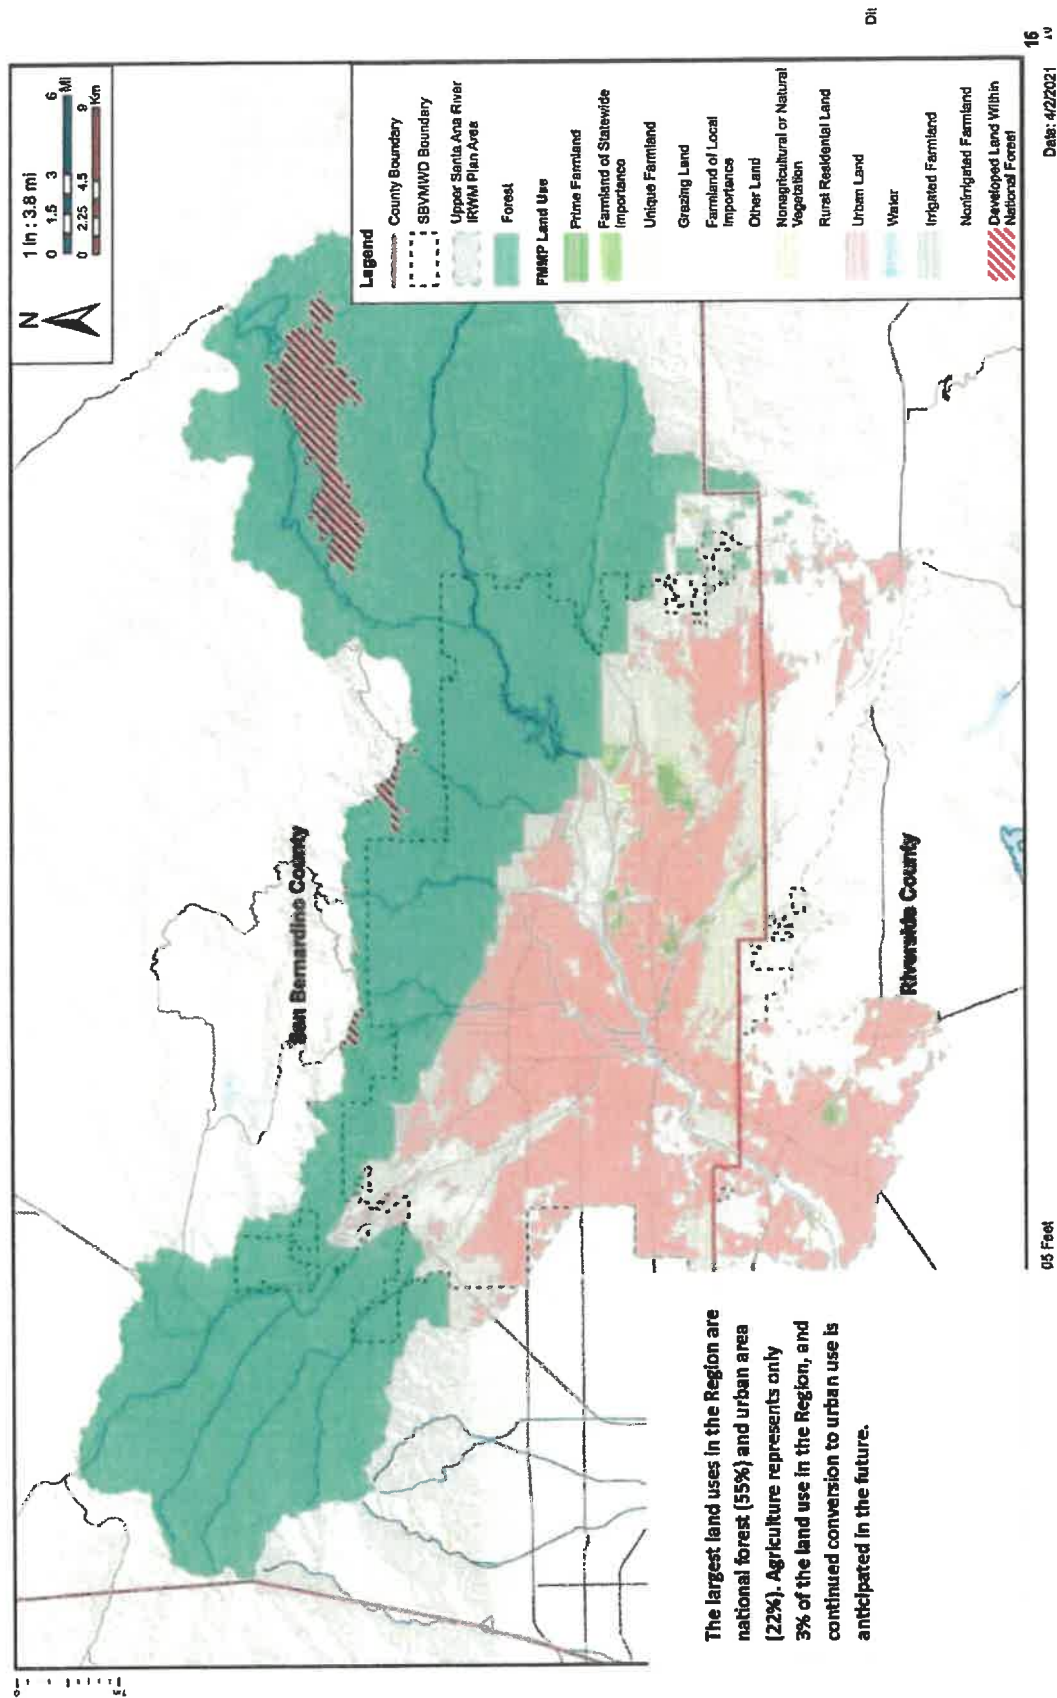 N
1 in : 3.8 mi
0 1.5 3 6
Mi
0 2.25 4.5 9
Km
Legend
County Boundary
SBVMWD Boundary
Upper Santa Ana River
IRWM Plan Area
Forest
FMMP Land Use
Prime Farmland
Farmland of Statewide
Importance
Unique Farmland
Grazing Land
Farmland of Local
Importance
Other Land
Nonagricultural or Natural
Vegetation
Rural Residential Land
Urban Land
Water
Irrigated Farmland
Nonirrigated Farmland
Developed Land Within
National Forest
San Bernardino County
Riverside County
The largest land uses in the Region are
national forest (55%) and urban area
(22%). Agriculture represents only
3% of the land use in the Region, and
continued conversion to urban use is
anticipated in the future.
05 Feet
Date: 4/2/2021
16